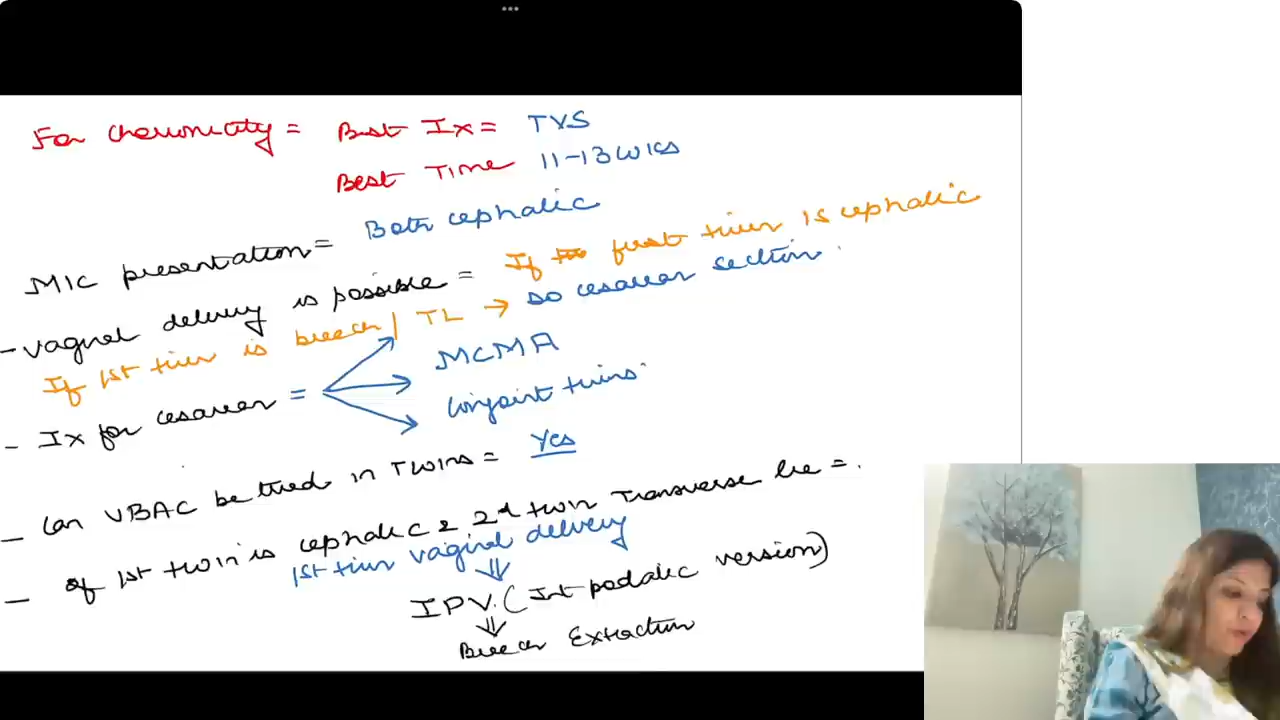 For Chorionicity = Best Ix = TVS
Best Time 11-13 wks
M/C presentation = Both cephalic
- Vaginal delivery is possible = If first twin is cephalic
If 1st twin is breech / TL → Do cesarean section.
- Ix for cesarean =
MCMA
Conjoint twins
- Can VBAC be tried in Twins = Yes
- If 1st twin is cephalic & 2nd twin Transverse lie =
1st twin vaginal delivery
IPV (Int podalic version)
Breech Extraction